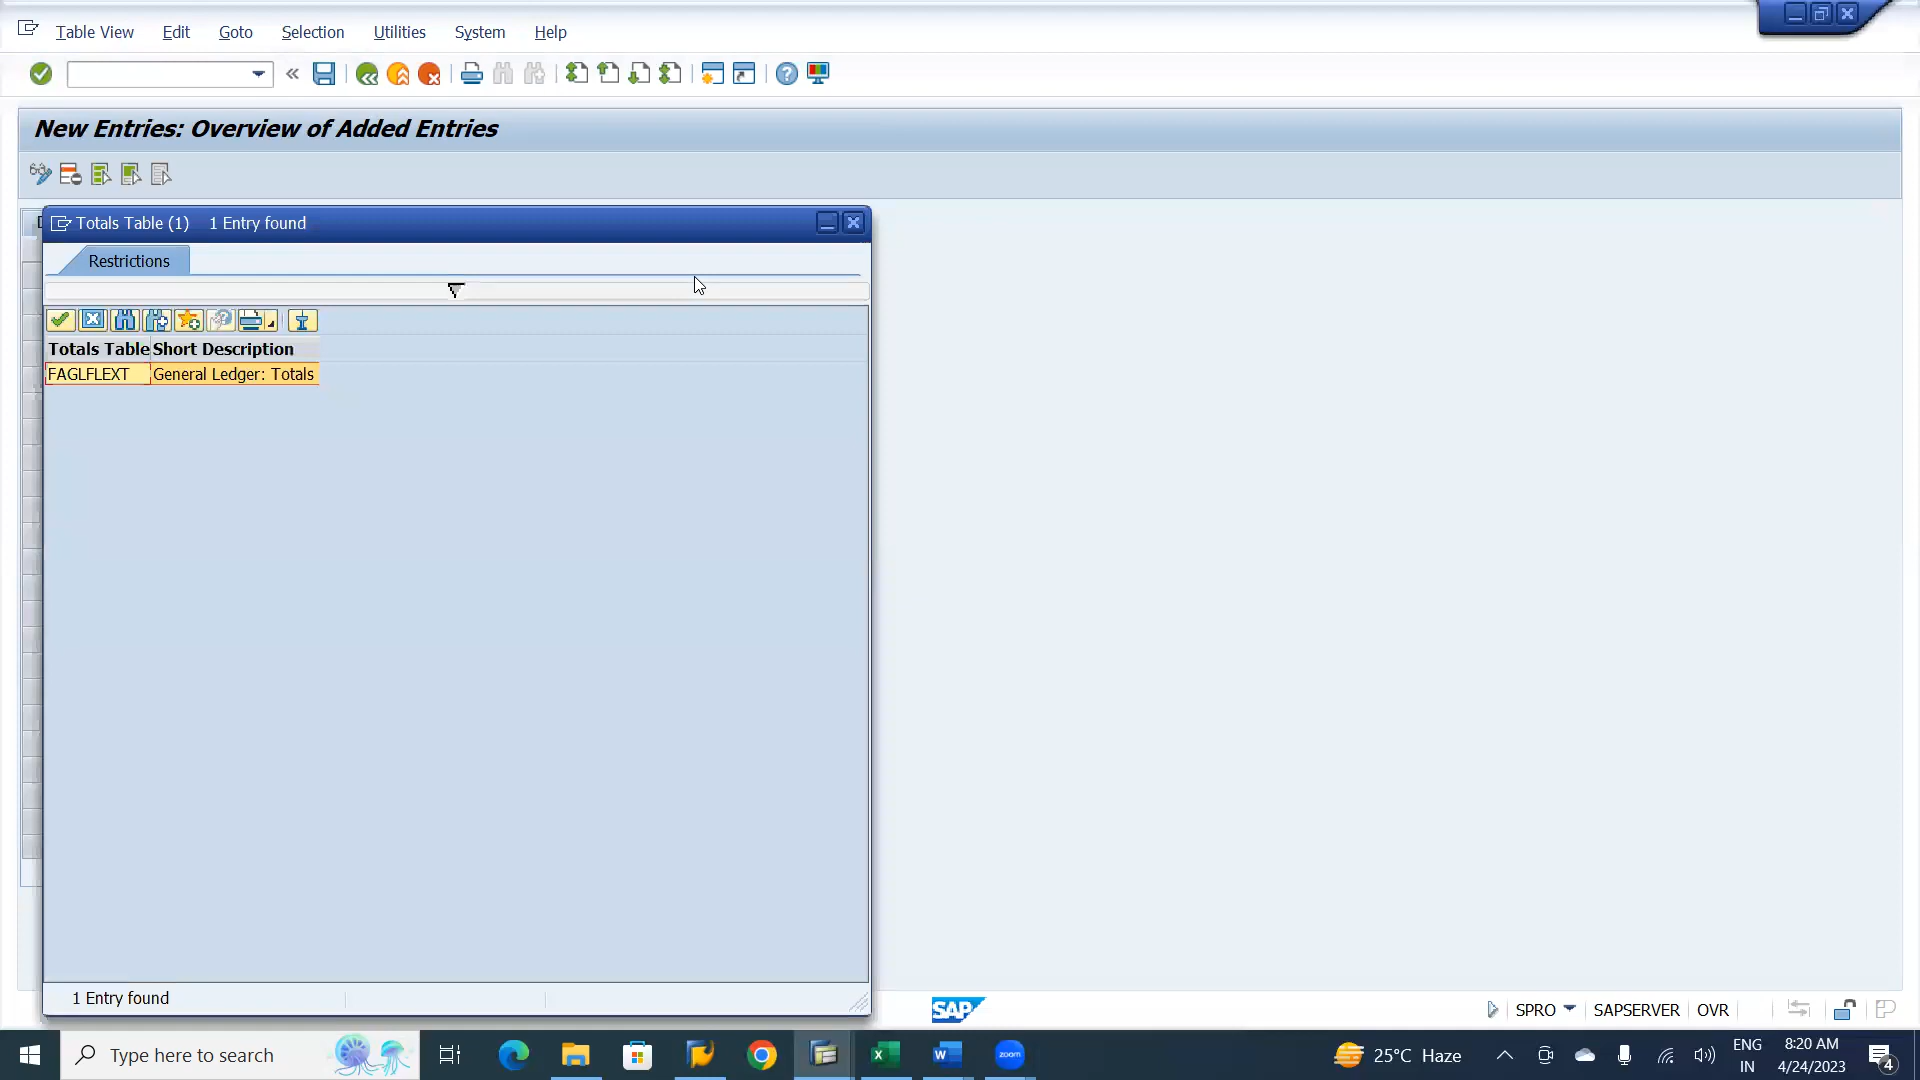 Table View Edit Goto Selection Utilities System Help
New Entries: Overview of Added Entries
Totals Table (1) 1 Entry found
Restrictions
Totals Table Short Description
FAGLFLEXT General Ledger: Totals
1 Entry found
SAP
SPRO SAPSERVER OVR
Type here to search
zoom
25°C Haze
ENG
IN
8:20 AM
4/24/2023
4